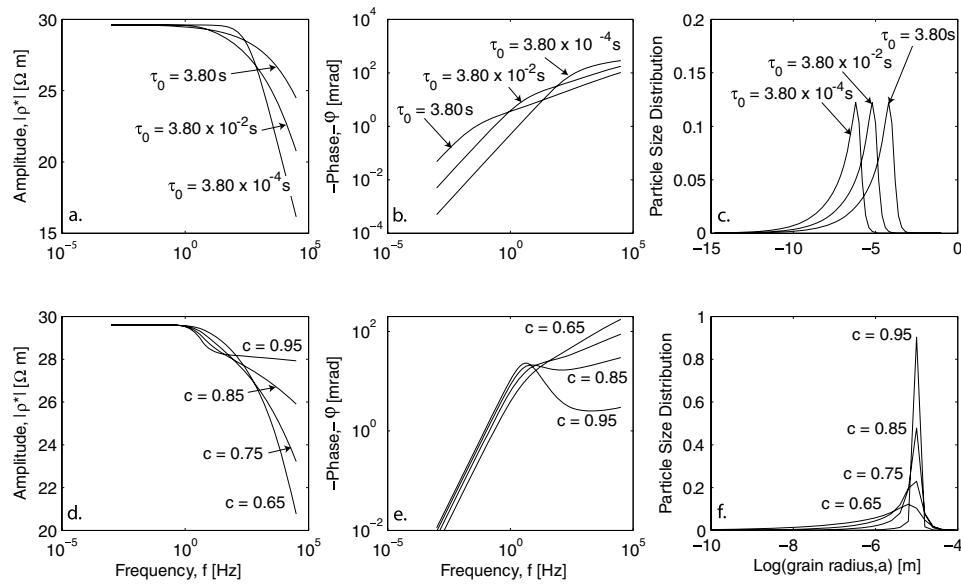 Amplitude, |ρ*| [Ω m]
30
25
20
15
τ0 = 3.80s
τ0 = 3.80 x 10-2s
τ0 = 3.80 x 10-4s
a.
10-5
100
105
-Phase,-φ [mrad]
104
102
100
10-2
10-4
τ0 = 3.80 x 10 -4s
τ0 = 3.80 x 10-2s
τ0 = 3.80s
b.
10-5
100
105
Particle Size Distribution
0.2
0.15
0.1
0.05
0
τ0 = 3.80s
τ0 = 3.80 x 10-2s
τ0 = 3.80 x 10-4s
c.
−15
−10
−5
0
Amplitude, |ρ*| [Ω m]
30
28
26
24
22
20
c = 0.95
c = 0.85
c = 0.75
c = 0.65
d.
10-5
100
105
Frequency, f [Hz]
-Phase,-φ [mrad]
102
100
10-2
c = 0.65
c = 0.85
c = 0.95
e.
10-5
100
105
Frequency, f [Hz]
Particle Size Distribution
1
0.8
0.6
0.4
0.2
0
c = 0.95
c = 0.85
c = 0.75
c = 0.65
f.
−10
−8
−6
−4
Log(grain radius,a) [m]